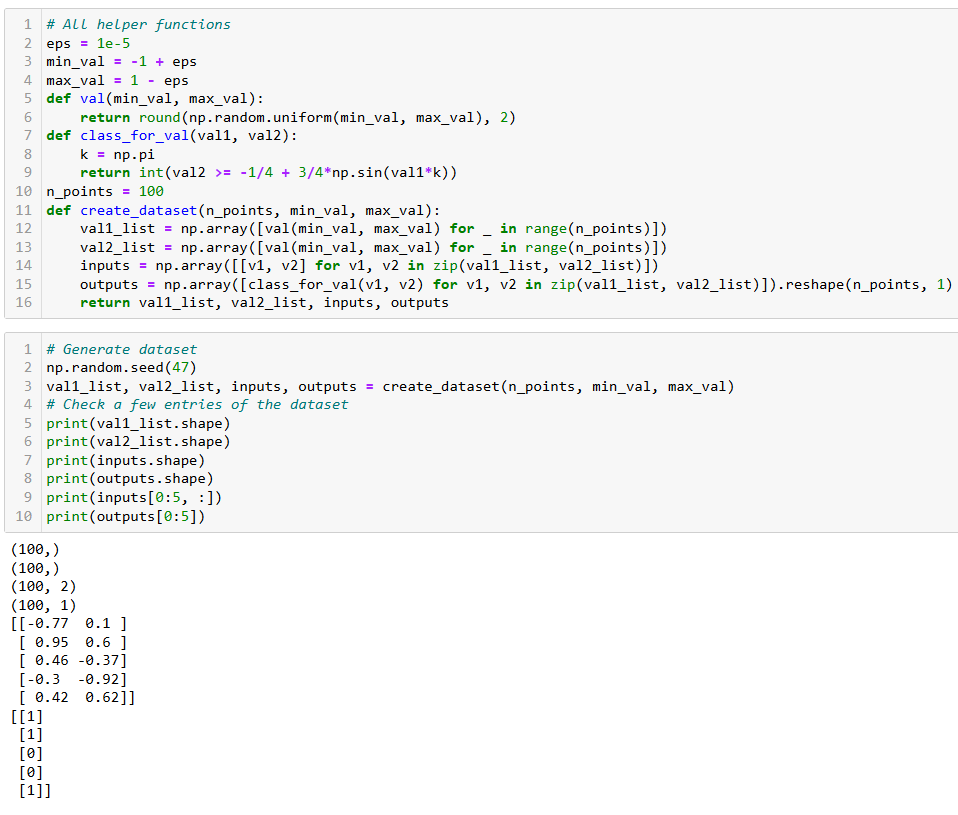 1 # All helper functions
2 eps = 1e-5
3 min_val = -1 + eps
4 max_val = 1 - eps
5 def val(min_val, max_val):
6     return round(np.random.uniform(min_val, max_val), 2)
7 def class_for_val(val1, val2):
8     k = np.pi
9     return int(val2 >= -1/4 + 3/4*np.sin(val1*k))
10 n_points = 100
11 def create_dataset(n_points, min_val, max_val):
12     val1_list = np.array([val(min_val, max_val) for _ in range(n_points)])
13     val2_list = np.array([val(min_val, max_val) for _ in range(n_points)])
14     inputs = np.array([[v1, v2] for v1, v2 in zip(val1_list, val2_list)])
15     outputs = np.array([class_for_val(v1, v2) for v1, v2 in zip(val1_list, val2_list)]).reshape(n_points, 1)
16     return val1_list, val2_list, inputs, outputs
1 # Generate dataset
2 np.random.seed(47)
3 val1_list, val2_list, inputs, outputs = create_dataset(n_points, min_val, max_val)
4 # Check a few entries of the dataset
5 print(val1_list.shape)
6 print(val2_list.shape)
7 print(inputs.shape)
8 print(outputs.shape)
9 print(inputs[0:5, :])
10 print(outputs[0:5])
(100,)
(100,)
(100, 2)
(100, 1)
[[-0.77  0.1 ]
 [ 0.95  0.6 ]
 [ 0.46 -0.37]
 [-0.3  -0.92]
 [ 0.42  0.62]]
[[1]
 [1]
 [0]
 [0]
 [1]]